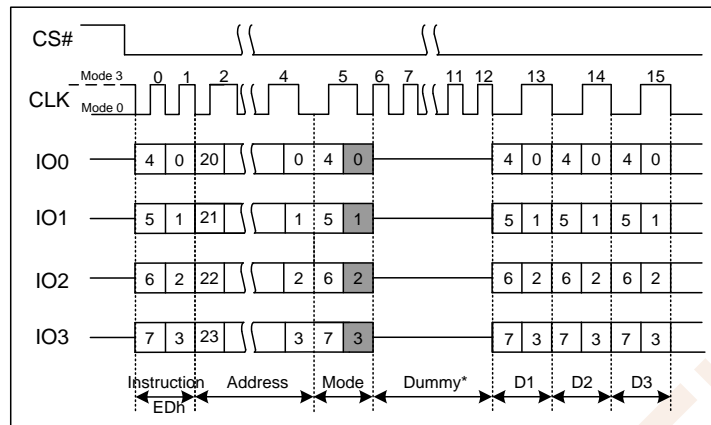 CS#
Mode 3 0 1 2 4 5 6 7 11 12 13 14 15
CLK
Mode 0
IO0 4 0 20 0 4 0 4 0 4 0 4 0
IO1 5 1 21 1 5 1 5 1 5 1 5 1
IO2 6 2 22 2 6 2 6 2 6 2 6 2
IO3 7 3 23 3 7 3 7 3 7 3 7 3
Instruction Address Mode Dummy* D1 D2 D3
EDh